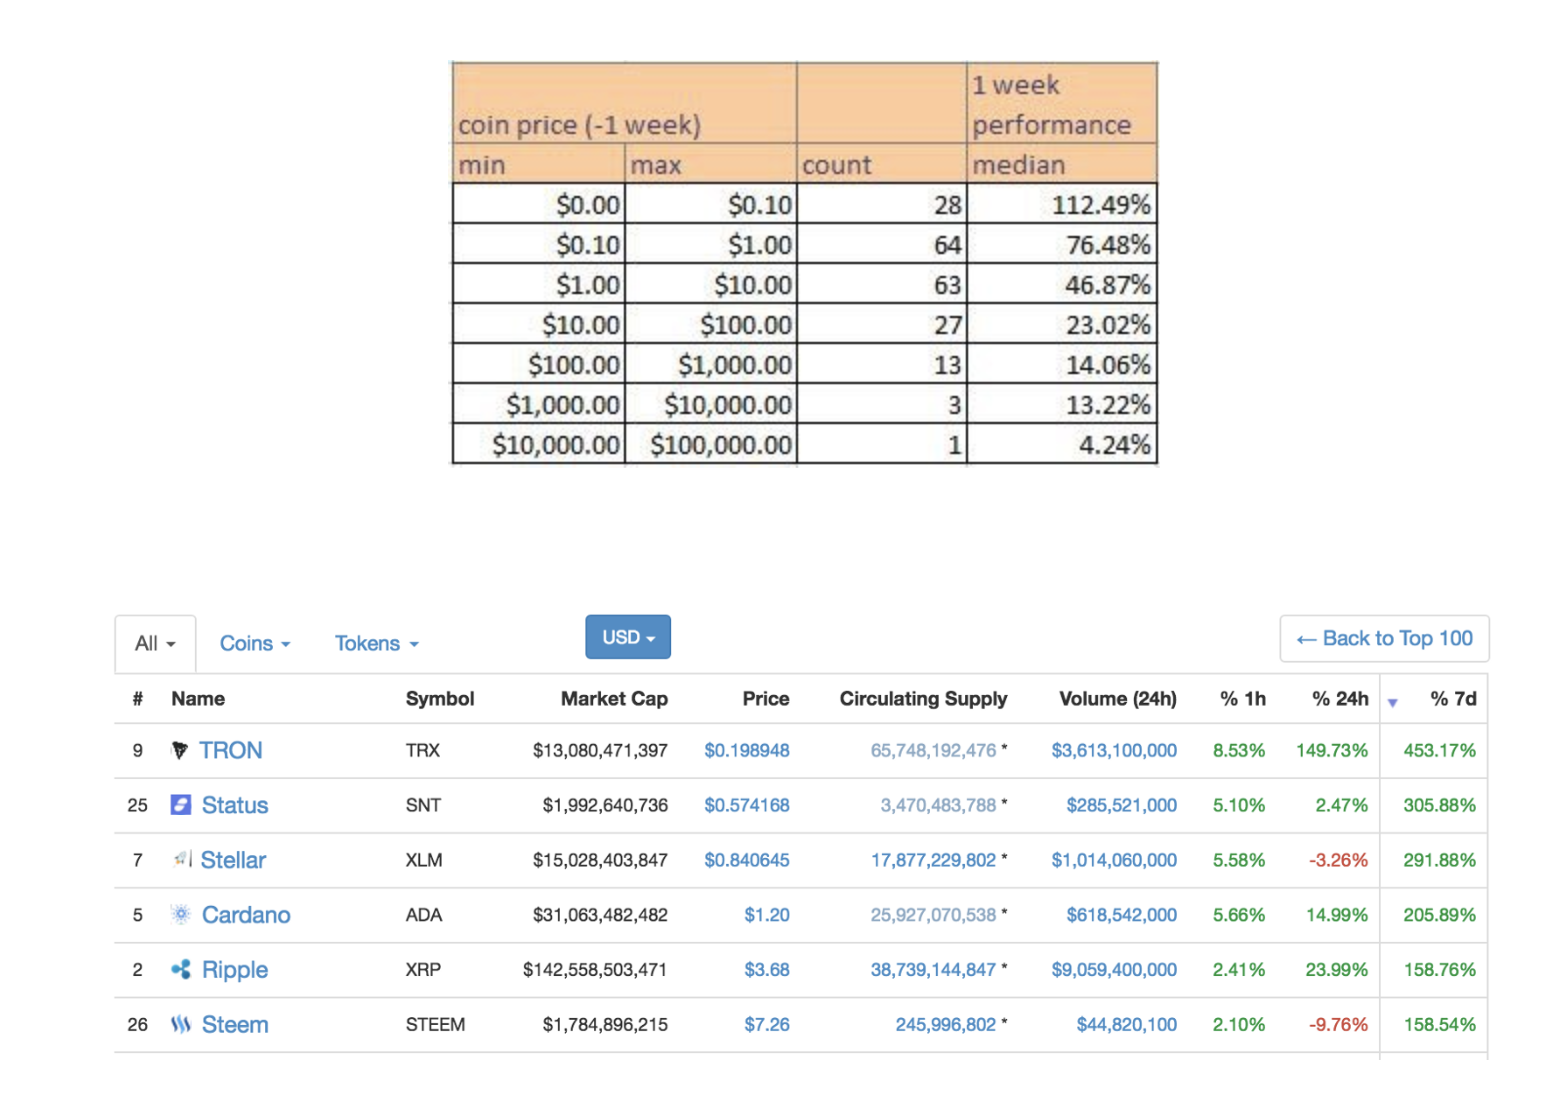 1 week
coin price (-1 week) performance
min max count median
$0.00 $0.10 28 112.49%
$0.10 $1.00 64 76.48%
$1.00 $10.00 63 46.87%
$10.00 $100.00 27 23.02%
$100.00 $1,000.00 13 14.06%
$1,000.00 $10,000.00 3 13.22%
$10,000.00 $100,000.00 1 4.24%
All Coins Tokens USD ← Back to Top 100
# Name Symbol Market Cap Price Circulating Supply Volume (24h) % 1h % 24h % 7d
9 TRON TRX $13,080,471,397 $0.198948 65,748,192,476 * $3,613,100,000 8.53% 149.73% 453.17%
25 Status SNT $1,992,640,736 $0.574168 3,470,483,788 * $285,521,000 5.10% 2.47% 305.88%
7 Stellar XLM $15,028,403,847 $0.840645 17,877,229,802 * $1,014,060,000 5.58% -3.26% 291.88%
5 Cardano ADA $31,063,482,482 $1.20 25,927,070,538 * $618,542,000 5.66% 14.99% 205.89%
2 Ripple XRP $142,558,503,471 $3.68 38,739,144,847 * $9,059,400,000 2.41% 23.99% 158.76%
26 Steem STEEM $1,784,896,215 $7.26 245,996,802 * $44,820,100 2.10% -9.76% 158.54%